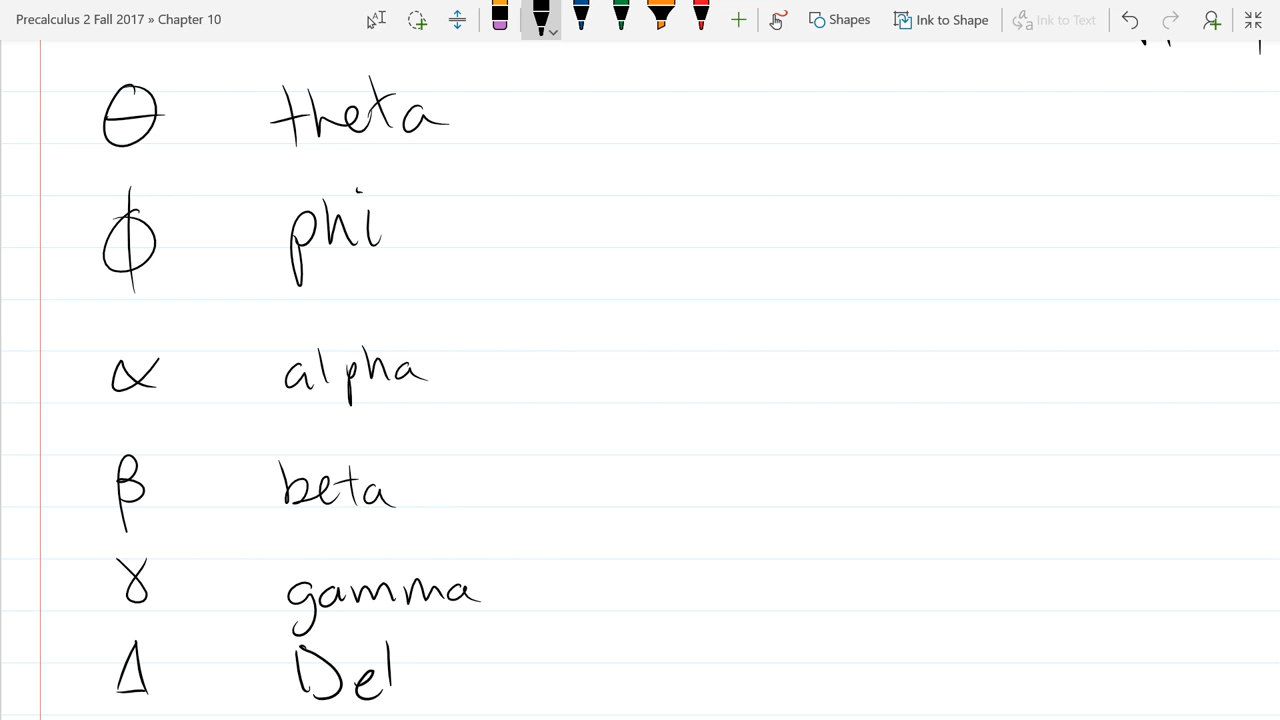 Precalculus 2 Fall 2017 » Chapter 10
Shapes
Ink to Shape
Ink to Text
θ theta
ϕ phi
α alpha
β beta
γ gamma
Δ Del